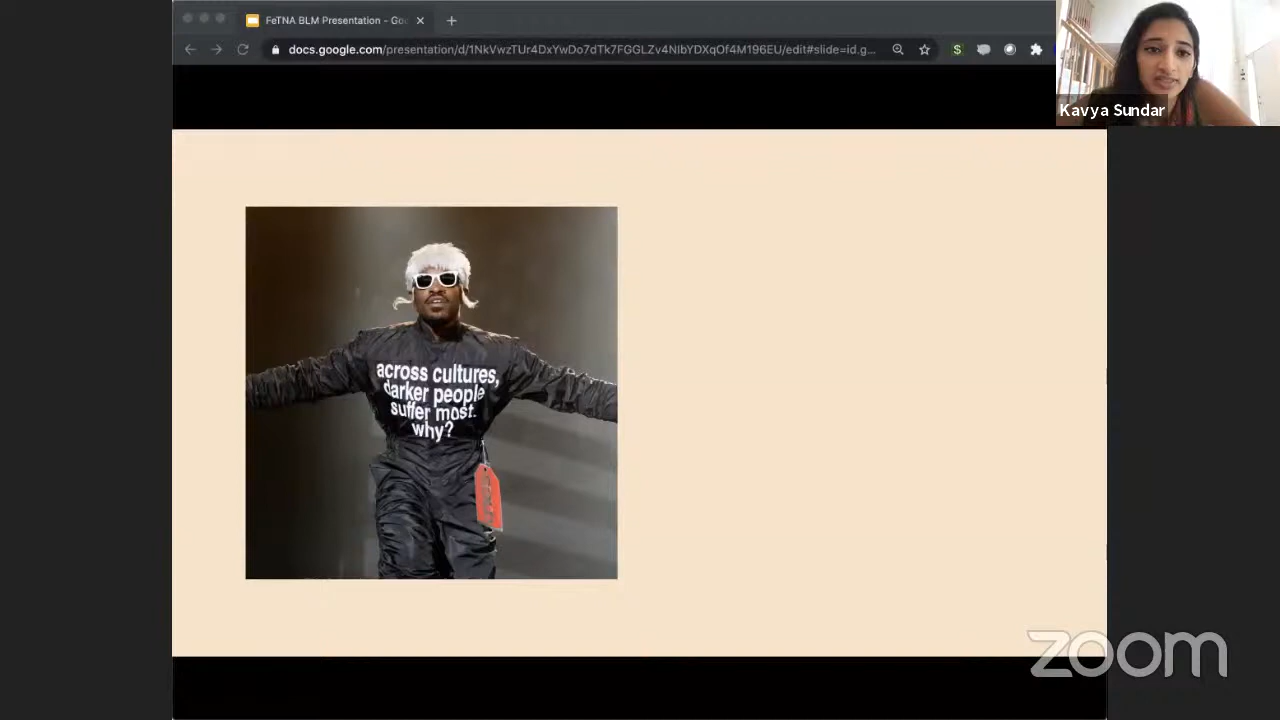 FeTNA BLM Presentation - Goo
docs.google.com/presentation/d/1NkVwzTUr4DxYwDo7dTk7FGGLZv4NIbYDXqOf4M196EU/edit#slide=id.g...
Kavya Sundar
across cultures,
darker people
suffer most.
why?
zoom